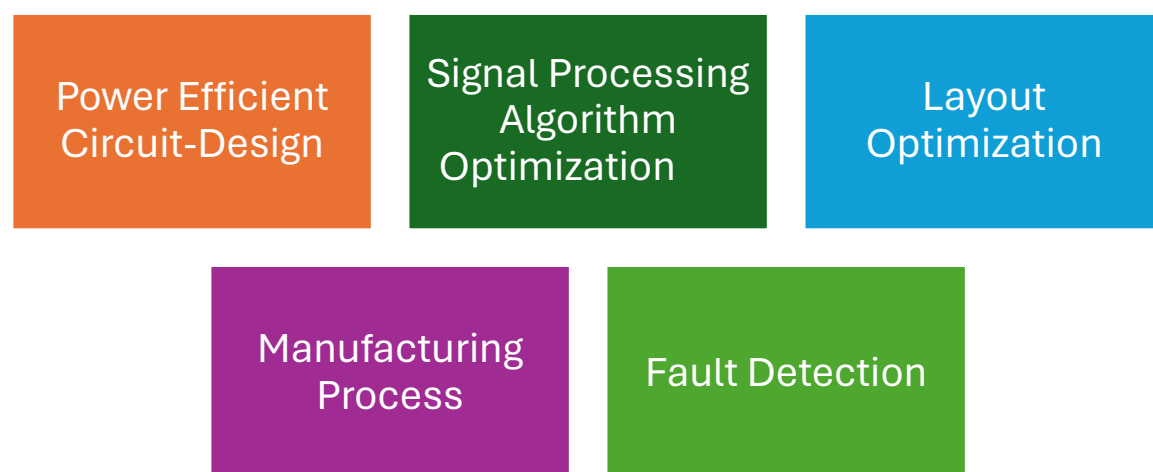 Power Efficient
Circuit-Design
Signal Processing
Algorithm
Optimization
Layout
Optimization
Manufacturing
Process
Fault Detection